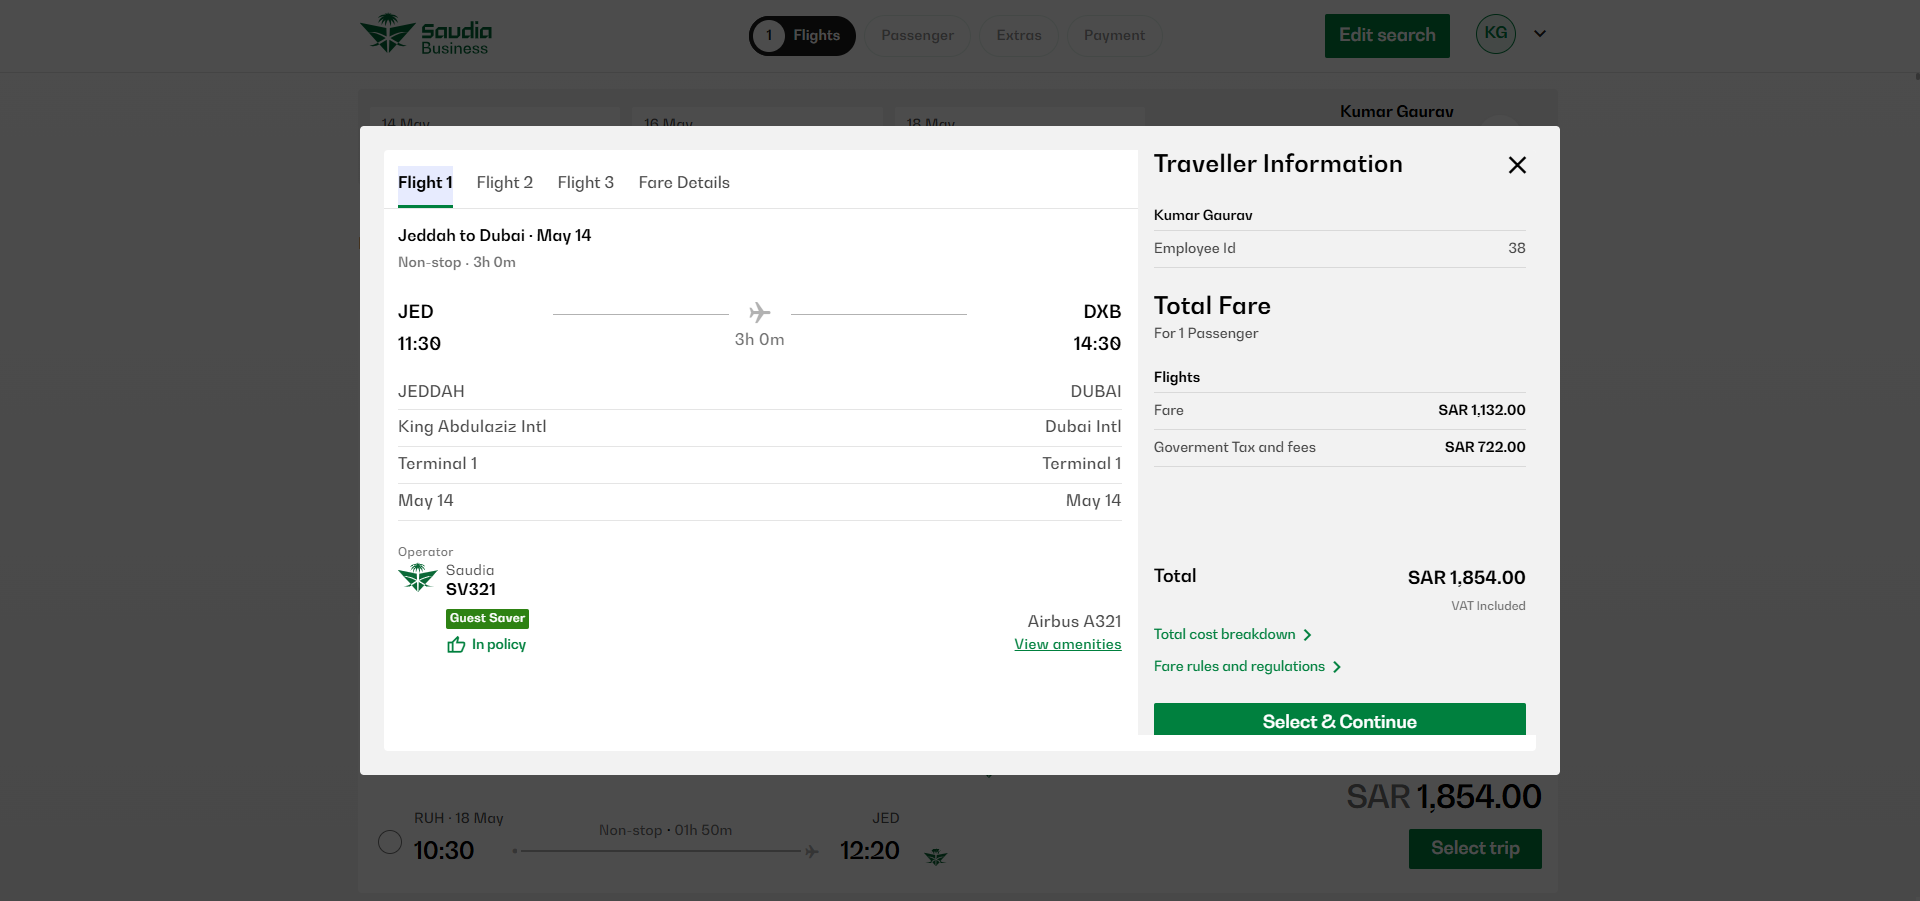 Saudia
Business
1 Flights
Passenger
Extras
Payment
Edit search
KG
14 May
16 May
18 May
Kumar Gaurav
Flight 1
Flight 2
Flight 3
Fare Details
Jeddah to Dubai · May 14
Non-stop · 3h 0m
JED
DXB
11:30
3h 0m
14:30
JEDDAH
DUBAI
King Abdulaziz Intl
Dubai Intl
Terminal 1
Terminal 1
May 14
May 14
Operator
Saudia
SV321
Guest Saver
In policy
Airbus A321
View amenities
Traveller Information
Kumar Gaurav
Employee Id
38
Total Fare
For 1 Passenger
Flights
Fare
SAR 1,132.00
Goverment Tax and fees
SAR 722.00
Total
SAR 1,854.00
VAT Included
Total cost breakdown
Fare rules and regulations
Select & Continue
RUH · 18 May
Non-stop · 01h 50m
JED
10:30
12:20
SAR 1,854.00
Select trip